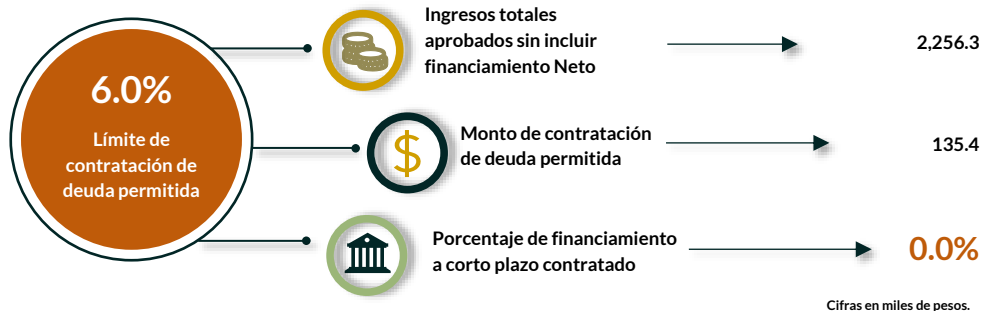 6.0%
Límite de
contratación de
deuda permitida
Ingresos totales
aprobados sin incluir
financiamiento Neto
2,256.3
$
Monto de contratación
de deuda permitida
135.4
Porcentaje de financiamiento
a corto plazo contratado
0.0%
Cifras en miles de pesos.